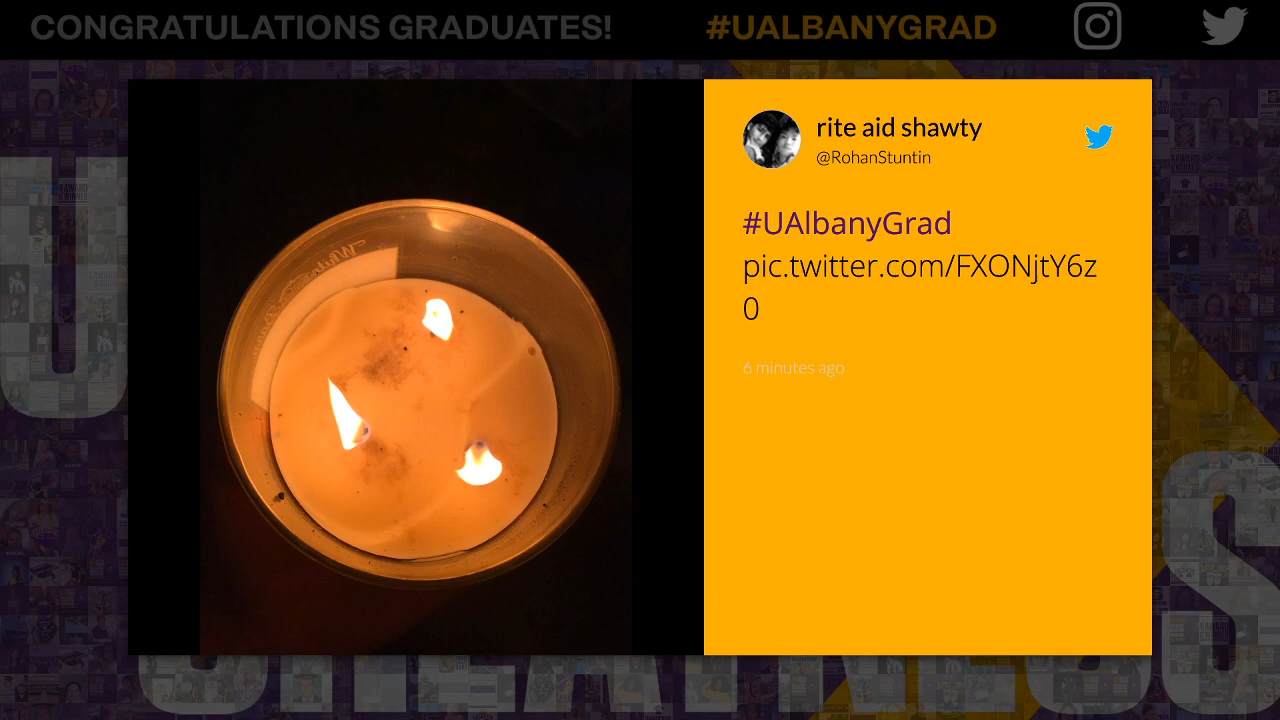 CONGRATULATIONS GRADUATES!
#UALBANYGRAD
rite aid shawty
@RohanStuntin
#UAlbanyGrad
pic.twitter.com/FXONjtY6z
0
6 minutes ago